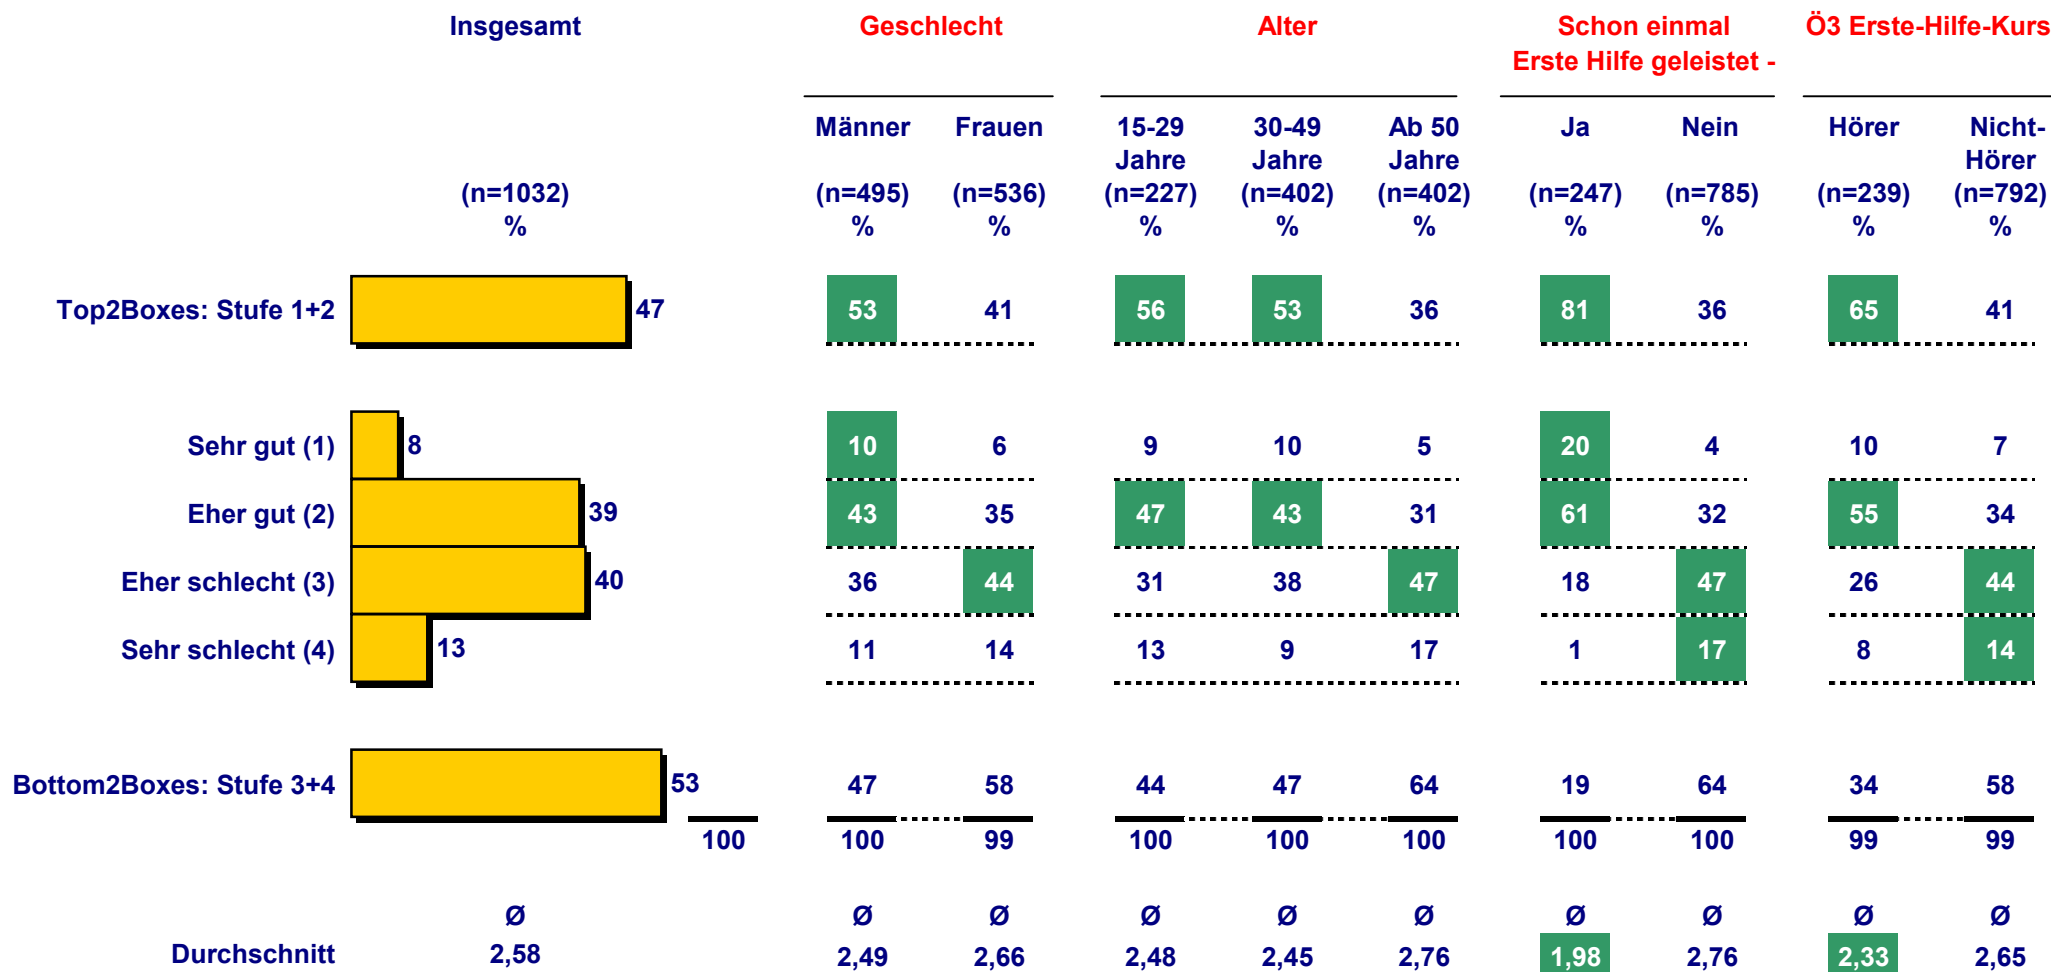 Insgesamt Geschlecht Alter Schon einmal Ö3 Erste-Hilfe-Kurs
Erste Hilfe geleistet -
Männer Frauen 15-29 30-49 Ab 50 Ja Nein Hörer Nicht-
Jahre Jahre Jahre Hörer
(n=1032) (n=495) (n=536) (n=227) (n=402) (n=402) (n=247) (n=785) (n=239) (n=792)
% % % % % % % % % %
Top2Boxes: Stufe 1+2 47 53 41 56 53 36 81 36 65 41
Sehr gut (1) 8 10 6 9 10 5 20 4 10 7
Eher gut (2) 39 43 35 47 43 31 61 32 55 34
Eher schlecht (3) 40 36 44 31 38 47 18 47 26 44
Sehr schlecht (4) 13 11 14 13 9 17 1 17 8 14
Bottom2Boxes: Stufe 3+4 53 47 58 44 47 64 19 64 34 58
100 100 99 100 100 100 100 100 99 99
Ø Ø Ø Ø Ø Ø Ø Ø Ø Ø
Durchschnitt 2,58 2,49 2,66 2,48 2,45 2,76 1,98 2,76 2,33 2,65